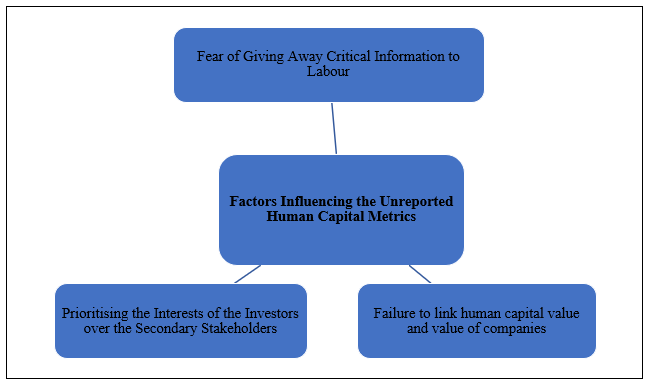 Fear of Giving Away Critical Information to
Labour
Factors Influencing the Unreported
Human Capital Metrics
Prioritising the Interests of the Investors
over the Secondary Stakeholders
Failure to link human capital value
and value of companies